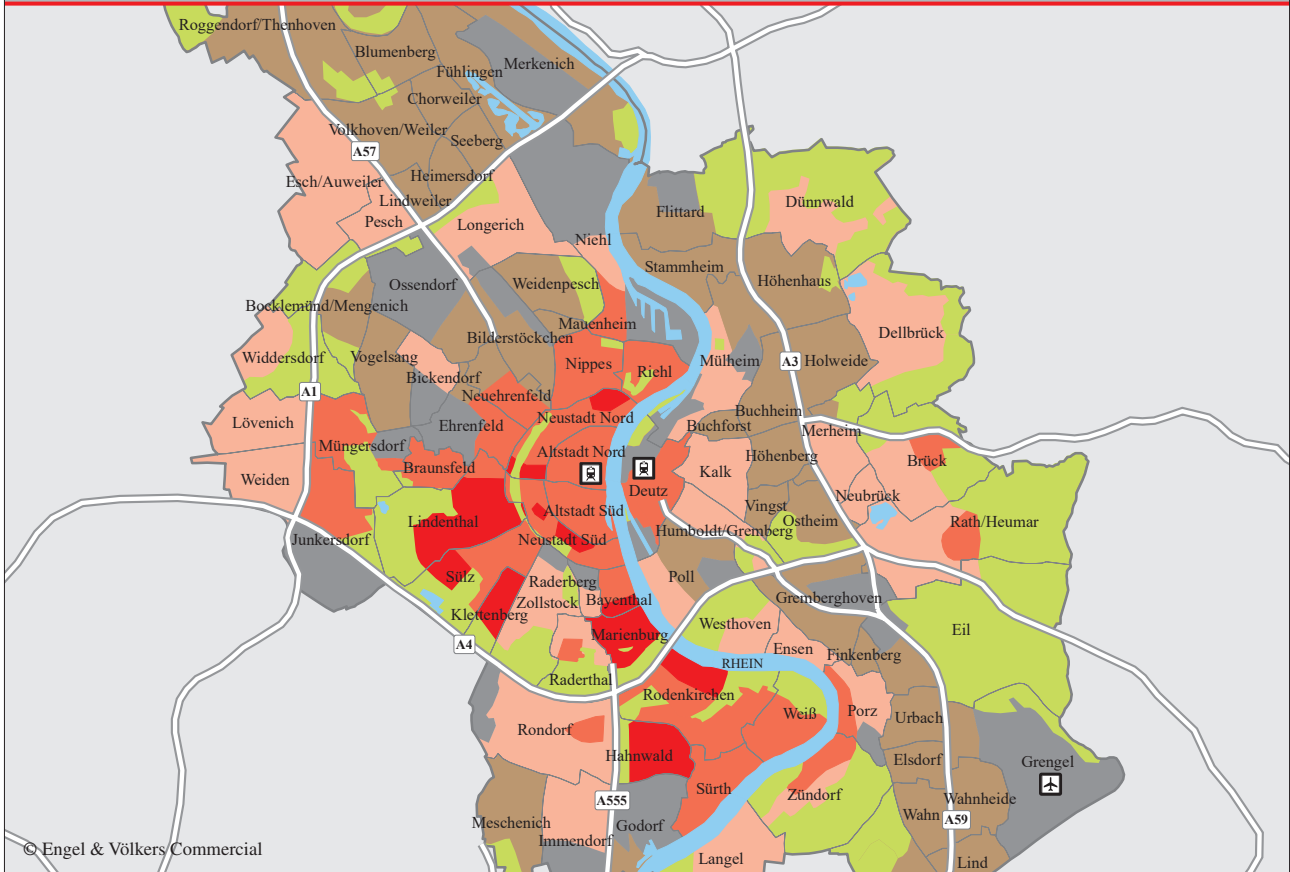 Roggendorf/Thenhoven
Blumenberg
Fühlingen
Merkenich
Chorweiler
Volkhoven/Weiler
Seeberg
A57
Esch/Auweiler
Heimersdorf
Lindweiler
Pesch
Longerich
Flittard
Dünnwald
Niehl
Stammheim
Ossendorf
Weidenpesch
Höhenhaus
Bocklemünd/Mengenich
Mauenheim
Bilderstöckchen
Dellbrück
Widdersdorf
Vogelsang
Nippes
Mülheim
A3
Holweide
Bickendorf
Riehl
A1
Neuehrenfeld
Lövenich
Ehrenfeld
Neustadt Nord
Buchheim
Buchforst
Merheim
Müngersdorf
Altstadt Nord
Höhenberg
Braunsfeld
Kalk
Brück
Weiden
Deutz
Neubrück
Vingst
Lindenthal
Altstadt Süd
Ostheim
Rath/Heumar
Junkersdorf
Neustadt Süd
Humboldt/Gremberg
Sülz
Raderberg
Poll
Zollstock
Bayenthal
Gremberghoven
Klettenberg
Marienburg
Westhoven
Eil
A4
Ensen
Finkenberg
RHEIN
Raderthal
Rodenkirchen
Weiß
Porz
Urbach
Rondorf
Hahnwald
Elsdorf
Grengel
Sürth
Zündorf
A555
Wahnheide
Meschenich
Godorf
Wahn
A59
Immendorf
© Engel & Völkers Commercial
Langel
Lind